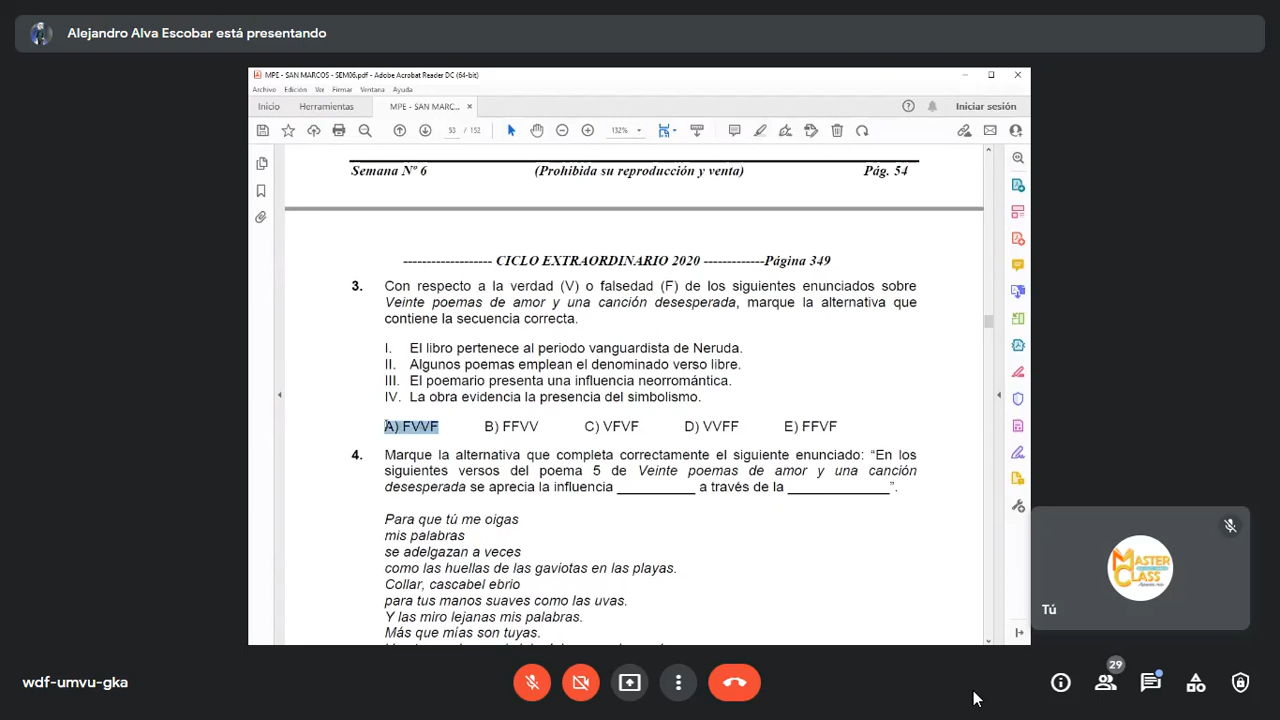 Alejandro Alva Escobar está presentando
MPE - SAN MARCOS - SEM06.pdf - Adobe Acrobat Reader DC (64-bit)
Archivo Edición Ver Firmar Ventana Ayuda
Inicio Herramientas MPE - SAN MARC... × Iniciar sesión
53 / 152 132%
Semana Nº 6 (Prohibida su reproducción y venta) Pág. 54
------------------- CICLO EXTRAORDINARIO 2020 -------------Página 349
3. Con respecto a la verdad (V) o falsedad (F) de los siguientes enunciados sobre
Veinte poemas de amor y una canción desesperada, marque la alternativa que
contiene la secuencia correcta.
I. El libro pertenece al periodo vanguardista de Neruda.
II. Algunos poemas emplean el denominado verso libre.
III. El poemario presenta una influencia neorromántica.
IV. La obra evidencia la presencia del simbolismo.
A) FVVF B) FFVV C) VFVF D) VVFF E) FFVF
4. Marque la alternativa que completa correctamente el siguiente enunciado: “En los
siguientes versos del poema 5 de Veinte poemas de amor y una canción
desesperada se aprecia la influencia __________ a través de la _____________”.
Para que tú me oigas
mis palabras
se adelgazan a veces
como las huellas de las gaviotas en las playas.
Collar, cascabel ebrio
para tus manos suaves como las uvas.
Y las miro lejanas mis palabras.
Más que mías son tuyas.
MASTER
CLASS
Tú
wdf-umvu-gka
29